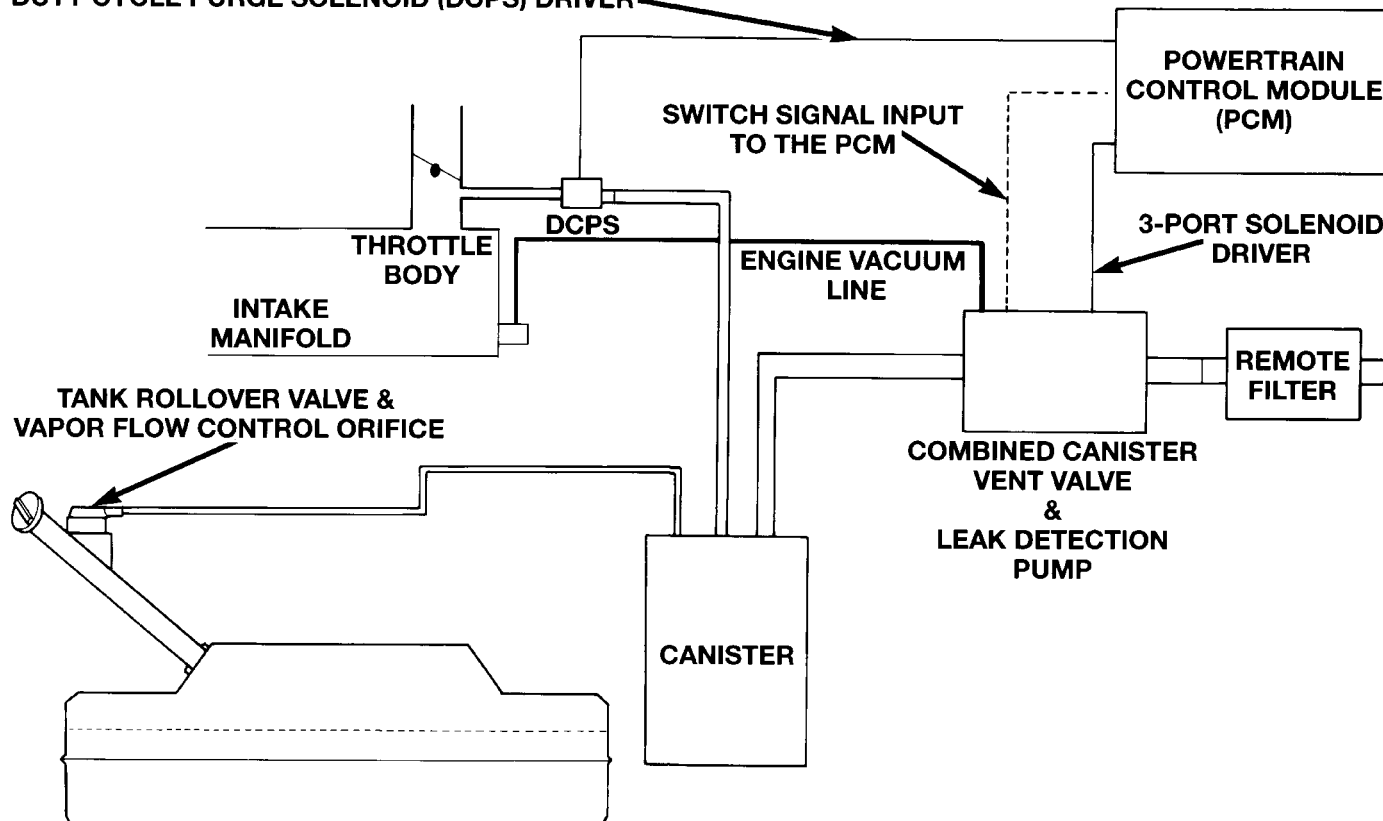 DUTY CYCLE PURGE SOLENOID (DCPS) DRIVER
POWERTRAIN
CONTROL MODULE
(PCM)
SWITCH SIGNAL INPUT
TO THE PCM
3-PORT SOLENOID
DRIVER
DCPS
THROTTLE
BODY
ENGINE VACUUM
LINE
INTAKE
MANIFOLD
REMOTE
FILTER
TANK ROLLOVER VALVE &
VAPOR FLOW CONTROL ORIFICE
COMBINED CANISTER
VENT VALVE
&
LEAK DETECTION
PUMP
CANISTER